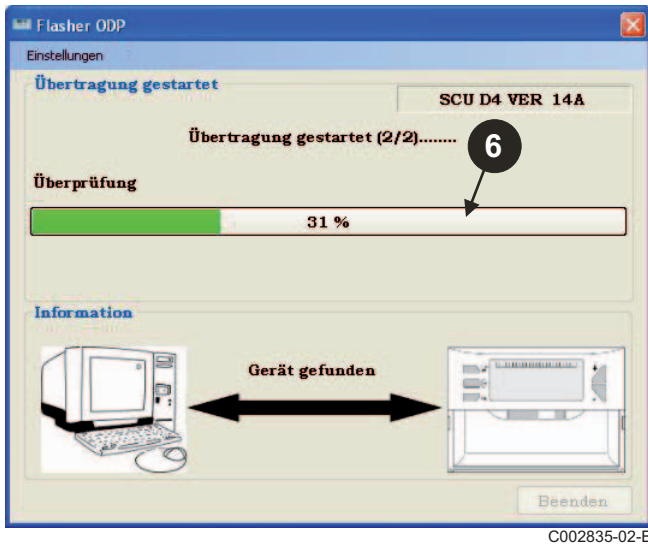 Flasher ODP
Einstellungen
Übertragung gestartet
SCU D4 VER 14A
Übertragung gestartet (2/2)........
6
Überprüfung
31 %
Information
Gerät gefunden
Beenden
C002835-02-E